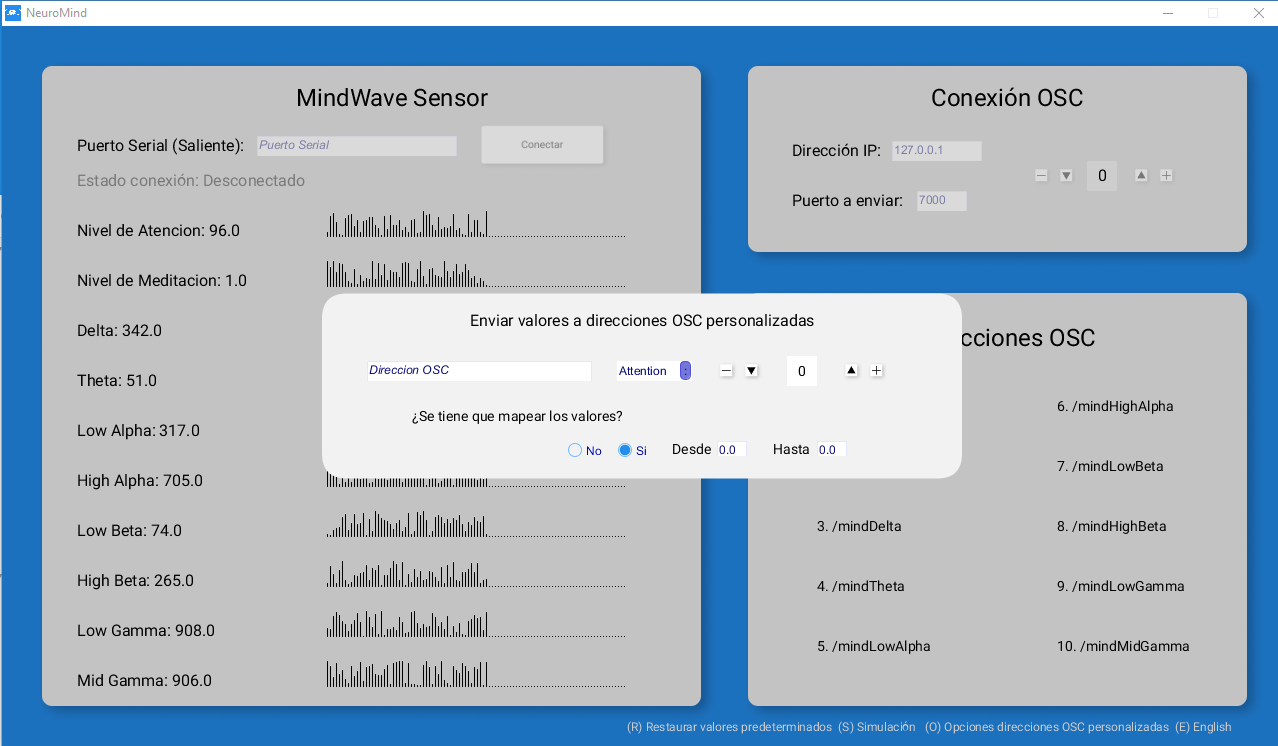 NeuroMind
MindWave Sensor
Puerto Serial (Saliente): Puerto Serial Conectar
Estado conexión: Desconectado
Nivel de Atencion: 96.0
Nivel de Meditacion: 1.0
Delta: 342.0
Theta: 51.0
Low Alpha: 317.0
High Alpha: 705.0
Low Beta: 74.0
High Beta: 265.0
Low Gamma: 908.0
Mid Gamma: 906.0
Conexión OSC
Dirección IP: 127.0.0.1
Puerto a enviar: 7000
0
Enviar valores a direcciones OSC personalizadas
Direccion OSC Attention : 0
¿Se tiene que mapear los valores?
No Si Desde 0.0 Hasta 0.0
cciones OSC
3. /mindDelta
4. /mindTheta
5. /mindLowAlpha
6. /mindHighAlpha
7. /mindLowBeta
8. /mindHighBeta
9. /mindLowGamma
10. /mindMidGamma
(R) Restaurar valores predeterminados (S) Simulación (O) Opciones direcciones OSC personalizadas (E) English